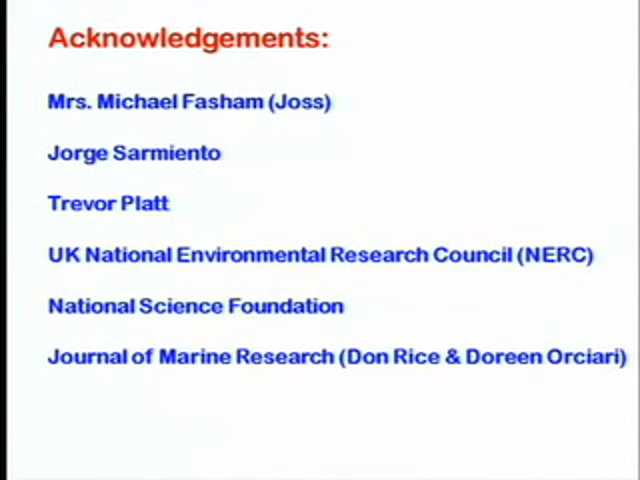 Acknowledgements:
Mrs. Michael Fasham (Joss)
Jorge Sarmiento
Trevor Platt
UK National Environmental Research Council (NERC)
National Science Foundation
Journal of Marine Research (Don Rice & Doreen Orciari)